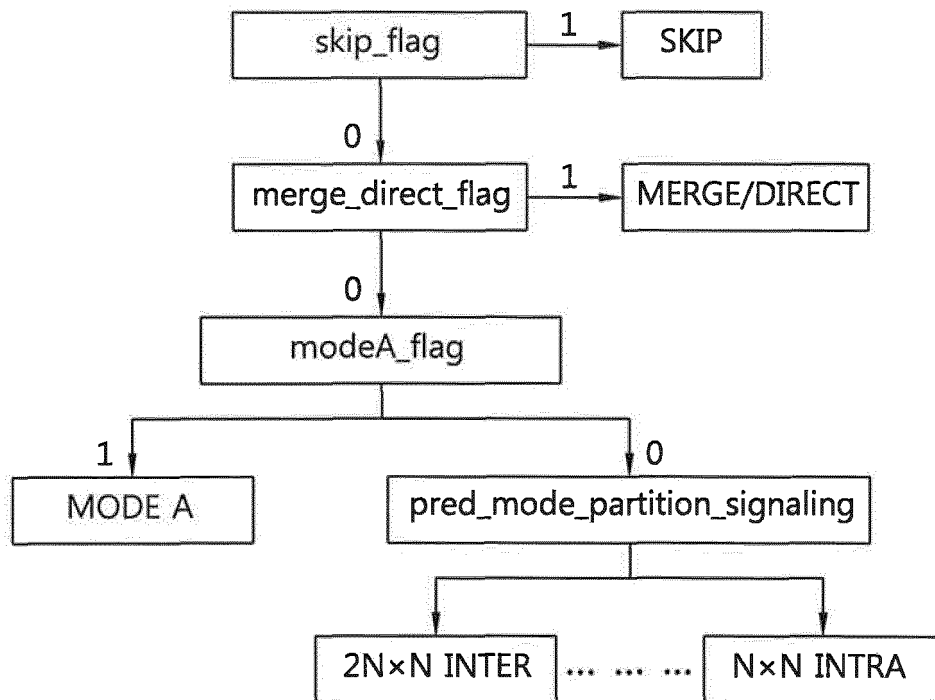 skip_flag 1 SKIP
0
merge_direct_flag 1 MERGE/DIRECT
0
modeA_flag
1 0
MODE A pred_mode_partition_signaling
2N×N INTER ... ... ... N×N INTRA